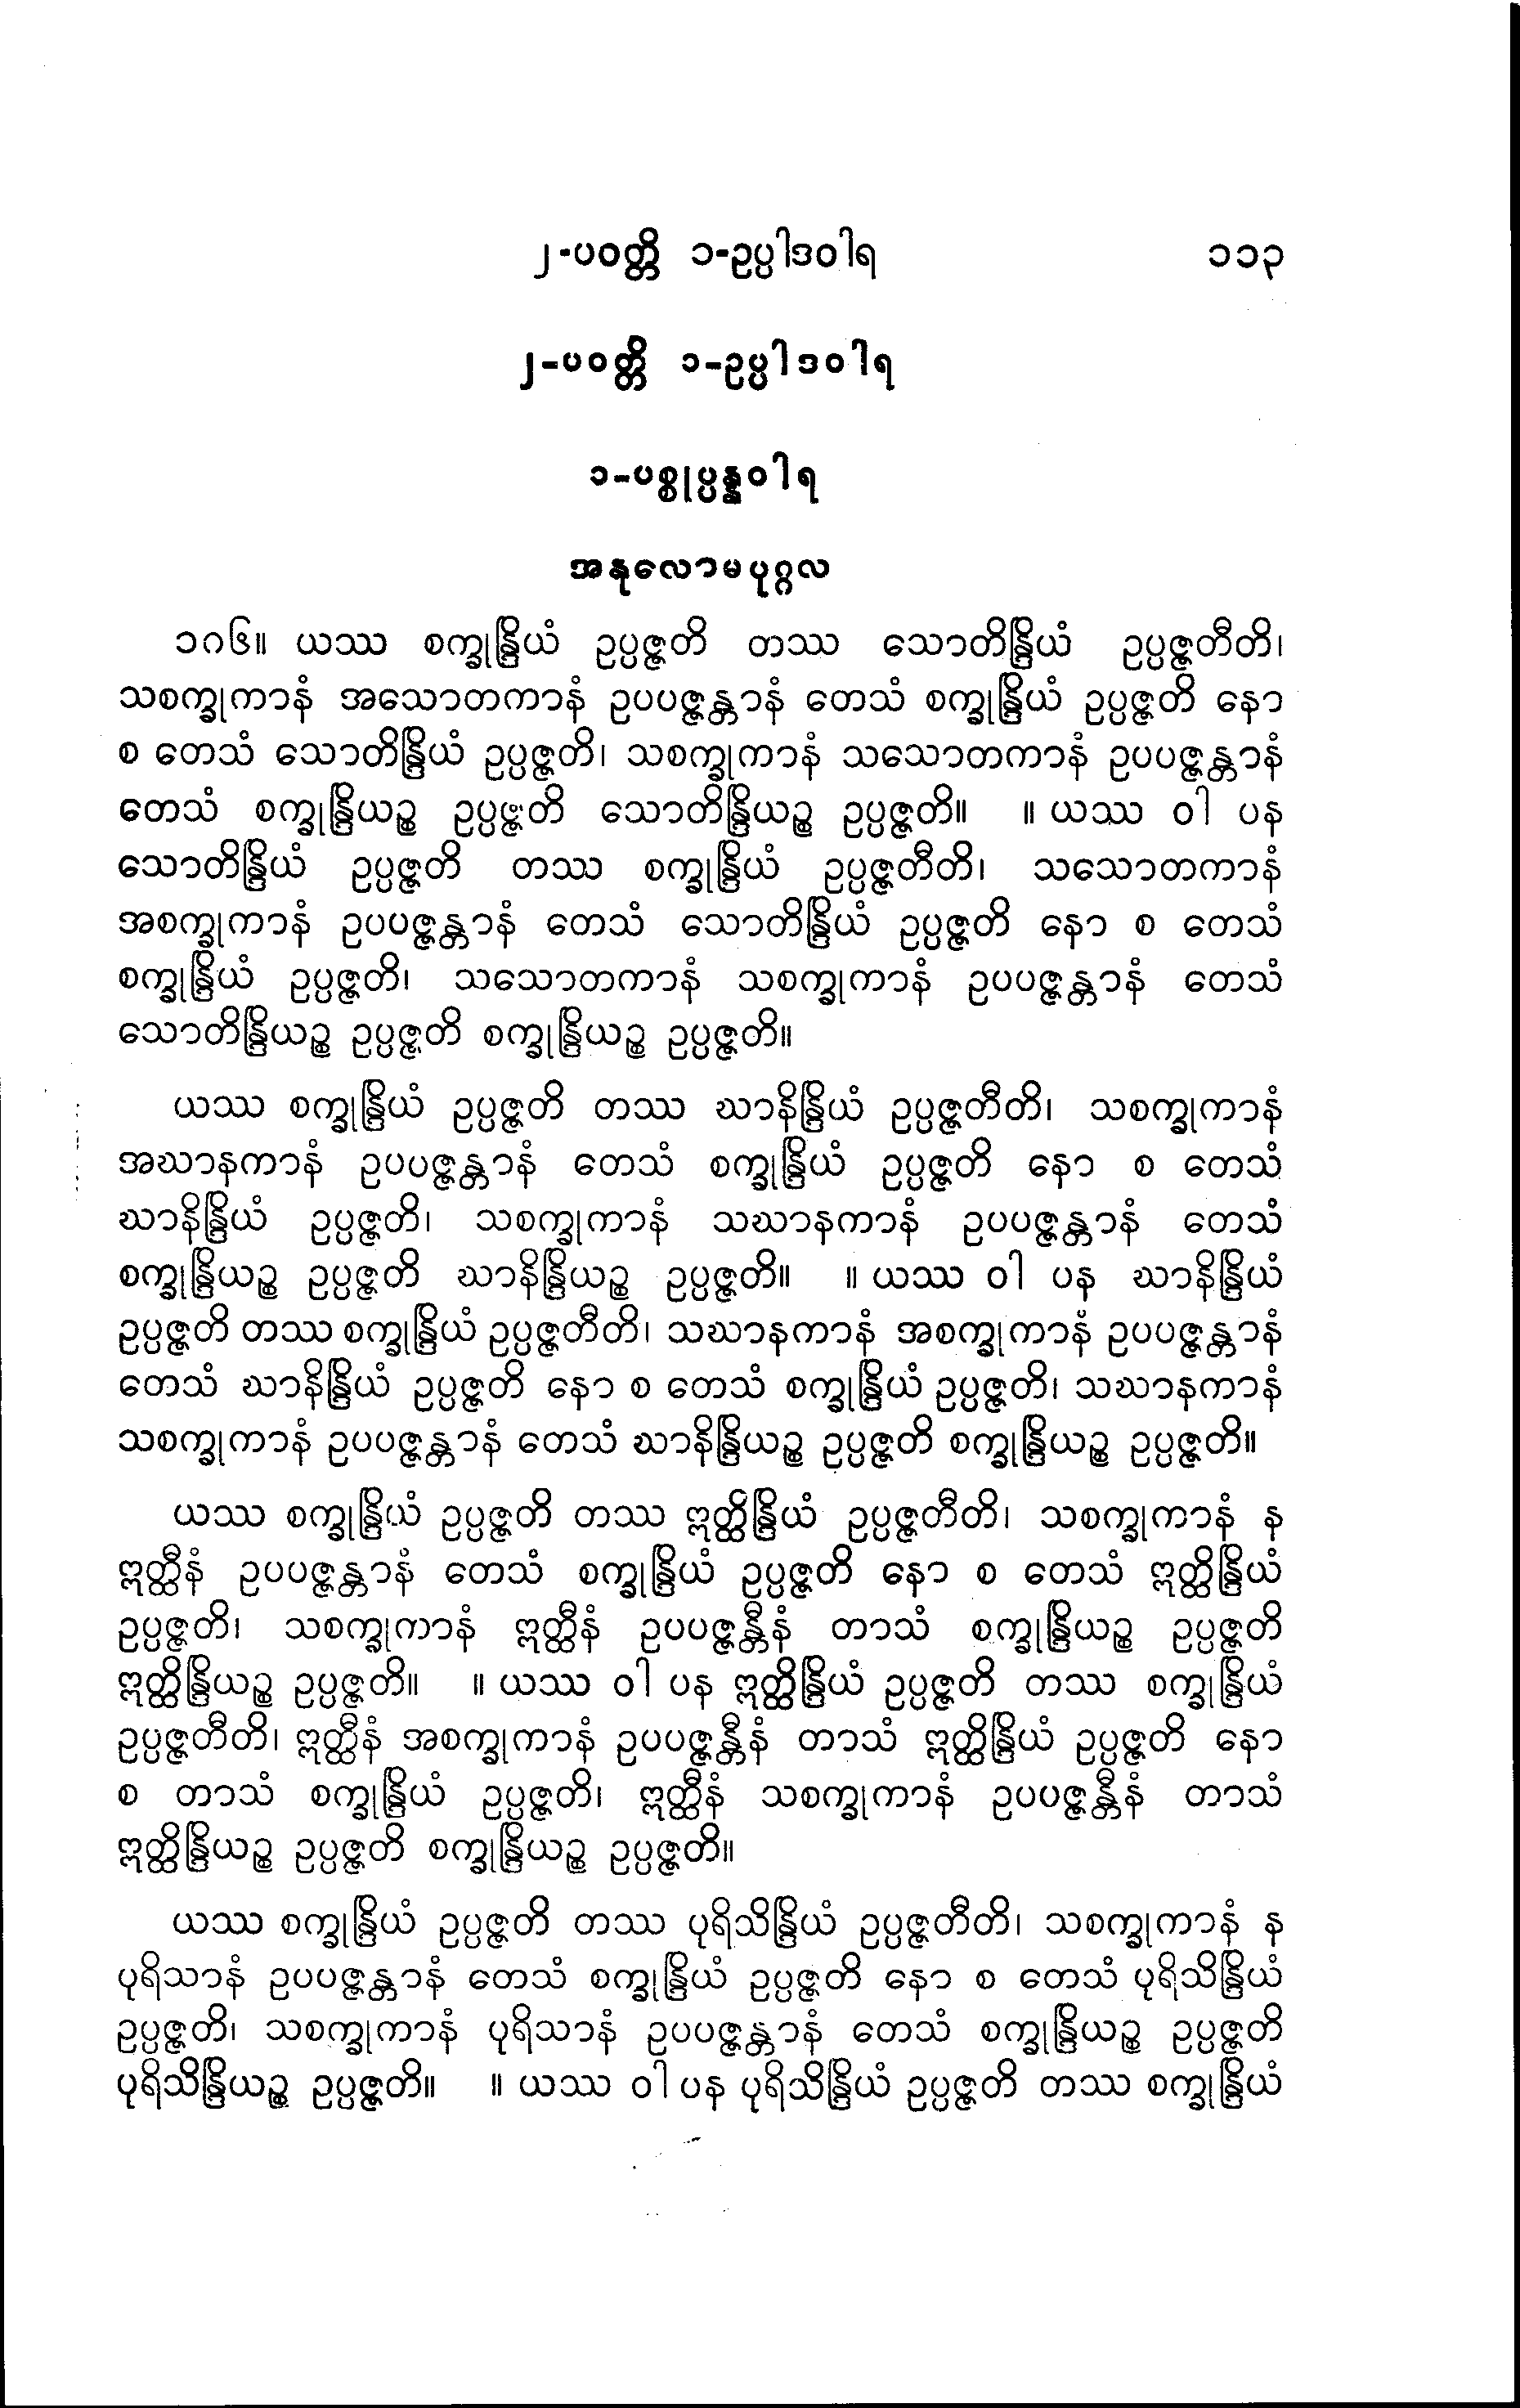 ၂-ပဝတ္တိ ၁-ဥပ္ပါဒဝါရ ၁၁၃
၂-ပဝတ္တိ ၁-ဥပ္ပါဒဝါရ
၁-ပစ္စုပ္ပန္နဝါရ
အနုလောမပုဂ္ဂလ
၁၈၆။ ယဿ စက္ခုန္ဒြိယံ ဥပ္ပဇ္ဇတိ တဿ သောတိန္ဒြိယံ ဥပ္ပဇ္ဇတီတိ၊
သစက္ခုကာနံ အသောတကာနံ ဥပပဇ္ဇန္တာနံ တေသံ စက္ခုန္ဒြိယံ ဥပ္ပဇ္ဇတိ နော
စ တေသံ သောတိန္ဒြိယံ ဥပ္ပဇ္ဇတိ၊ သစက္ခုကာနံ သသောတကာနံ ဥပပဇ္ဇန္တာနံ
တေသံ စက္ခုန္ဒြိယဉ္စ ဥပ္ပဇ္ဇတိ သောတိန္ဒြိယဉ္စ ဥပ္ပဇ္ဇတိ။ ။ ယဿ ဝါ ပန
သောတိန္ဒြိယံ ဥပ္ပဇ္ဇတိ တဿ စက္ခုန္ဒြိယံ ဥပ္ပဇ္ဇတီတိ၊ သသောတကာနံ
အစက္ခုကာနံ ဥပပဇ္ဇန္တာနံ တေသံ သောတိန္ဒြိယံ ဥပ္ပဇ္ဇတိ နော စ တေသံ
စက္ခုန္ဒြိယံ ဥပ္ပဇ္ဇတိ၊ သသောတကာနံ သစက္ခုကာနံ ဥပပဇ္ဇန္တာနံ တေသံ
သောတိန္ဒြိယဉ္စ ဥပ္ပဇ္ဇတိ စက္ခုန္ဒြိယဉ္စ ဥပ္ပဇ္ဇတိ။
ယဿ စက္ခုန္ဒြိယံ ဥပ္ပဇ္ဇတိ တဿ ဃာနိန္ဒြိယံ ဥပ္ပဇ္ဇတီတိ၊ သစက္ခုကာနံ
အဃာနကာနံ ဥပပဇ္ဇန္တာနံ တေသံ စက္ခုန္ဒြိယံ ဥပ္ပဇ္ဇတိ နော စ တေသံ
ဃာနိန္ဒြိယံ ဥပ္ပဇ္ဇတိ၊ သစက္ခုကာနံ သဃာနကာနံ ဥပပဇ္ဇန္တာနံ တေသံ
စက္ခုန္ဒြိယဉ္စ ဥပ္ပဇ္ဇတိ ဃာနိန္ဒြိယဉ္စ ဥပ္ပဇ္ဇတိ။ ။ ယဿ ဝါ ပန ဃာနိန္ဒြိယံ
ဥပ္ပဇ္ဇတိ တဿ စက္ခုန္ဒြိယံ ဥပ္ပဇ္ဇတီတိ၊ သဃာနကာနံ အစက္ခုကာနံ ဥပပဇ္ဇန္တာနံ
တေသံ ဃာနိန္ဒြိယံ ဥပ္ပဇ္ဇတိ နော စ တေသံ စက္ခုန္ဒြိယံ ဥပ္ပဇ္ဇတိ၊ သဃာနကာနံ
သစက္ခုကာနံ ဥပပဇ္ဇန္တာနံ တေသံ ဃာနိန္ဒြိယဉ္စ ဥပ္ပဇ္ဇတိ စက္ခုန္ဒြိယဉ္စ ဥပ္ပဇ္ဇတိ။
ယဿ စက္ခုန္ဒြိယံ ဥပ္ပဇ္ဇတိ တဿ ဣတ္ထိန္ဒြိယံ ဥပ္ပဇ္ဇတီတိ၊ သစက္ခုကာနံ န
ဣတ္ထီနံ ဥပပဇ္ဇန္တာနံ တေသံ စက္ခုန္ဒြိယံ ဥပ္ပဇ္ဇတိ နော စ တေသံ ဣတ္ထိန္ဒြိယံ
ဥပ္ပဇ္ဇတိ၊ သစက္ခုကာနံ ဣတ္ထီနံ ဥပပဇ္ဇန္တီနံ တာသံ စက္ခုန္ဒြိယဉ္စ ဥပ္ပဇ္ဇတိ
ဣတ္ထိန္ဒြိယဉ္စ ဥပ္ပဇ္ဇတိ။ ။ ယဿ ဝါ ပန ဣတ္ထိန္ဒြိယံ ဥပ္ပဇ္ဇတိ တဿ စက္ခုန္ဒြိယံ
ဥပ္ပဇ္ဇတီတိ၊ ဣတ္ထီနံ အစက္ခုကာနံ ဥပပဇ္ဇန္တီနံ တာသံ ဣတ္ထိန္ဒြိယံ ဥပ္ပဇ္ဇတိ နော
စ တာသံ စက္ခုန္ဒြိယံ ဥပ္ပဇ္ဇတိ၊ ဣတ္ထီနံ သစက္ခုကာနံ ဥပပဇ္ဇန္တီနံ တာသံ
ဣတ္ထိန္ဒြိယဉ္စ ဥပ္ပဇ္ဇတိ စက္ခုန္ဒြိယဉ္စ ဥပ္ပဇ္ဇတိ။
ယဿ စက္ခုန္ဒြိယံ ဥပ္ပဇ္ဇတိ တဿ ပုရိသိန္ဒြိယံ ဥပ္ပဇ္ဇတီတိ၊ သစက္ခုကာနံ န
ပုရိသာနံ ဥပပဇ္ဇန္တာနံ တေသံ စက္ခုန္ဒြိယံ ဥပ္ပဇ္ဇတိ နော စ တေသံ ပုရိသိန္ဒြိယံ
ဥပ္ပဇ္ဇတိ၊ သစက္ခုကာနံ ပုရိသာနံ ဥပပဇ္ဇန္တာနံ တေသံ စက္ခုန္ဒြိယဉ္စ ဥပ္ပဇ္ဇတိ
ပုရိသိန္ဒြိယဉ္စ ဥပ္ပဇ္ဇတိ။ ။ ယဿ ဝါ ပန ပုရိသိန္ဒြိယံ ဥပ္ပဇ္ဇတိ တဿ စက္ခုန္ဒြိယံ